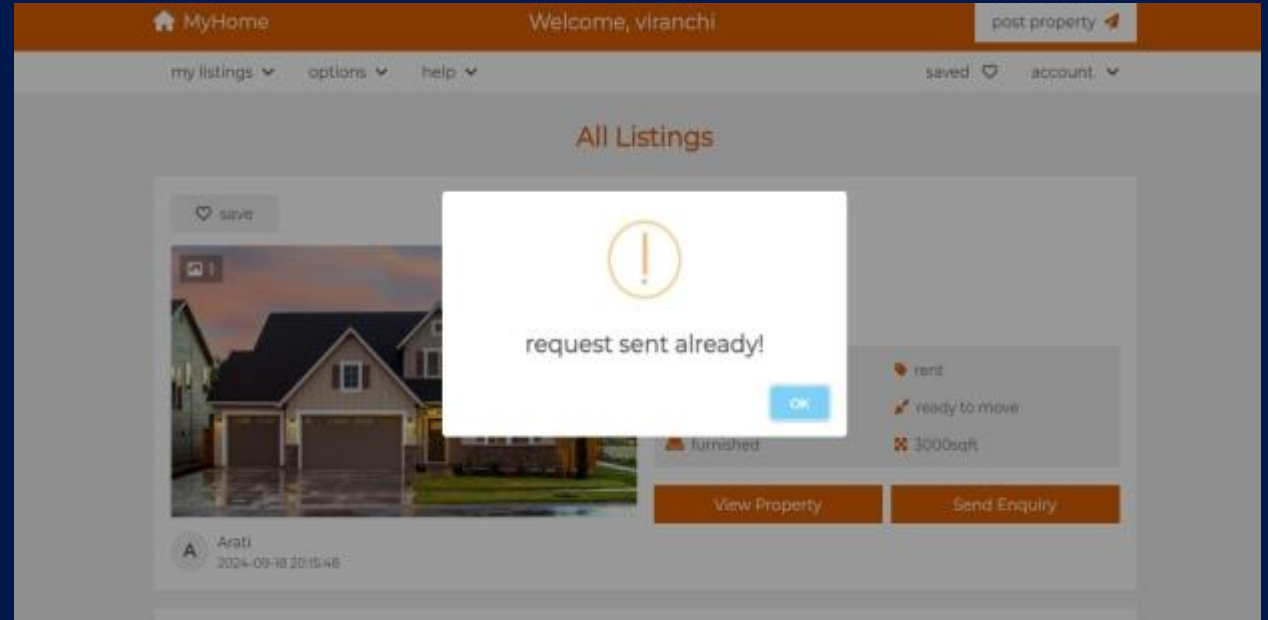 MyHome
Welcome, viranchi
post property
my listings
options
help
saved
account
All Listings
save
1
request sent already!
OK
rent
ready to move
furnished
3000sqft
View Property
Send Enquiry
A
Arati
2024-09-18 20:15:48